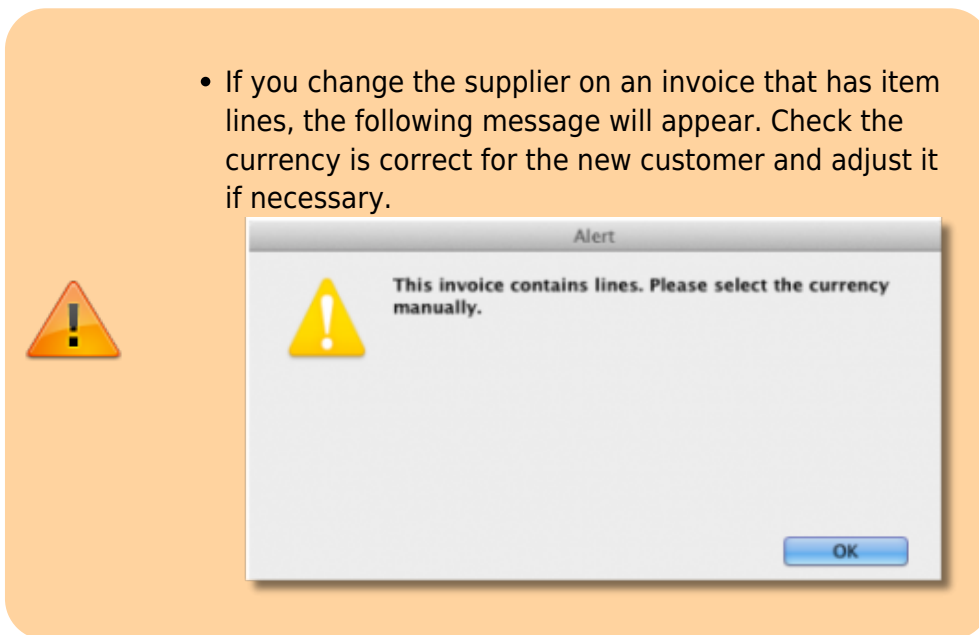 • If you change the supplier on an invoice that has item
lines, the following message will appear. Check the
currency is correct for the new customer and adjust it
if necessary.
Alert
This invoice contains lines. Please select the currency
manually.
OK